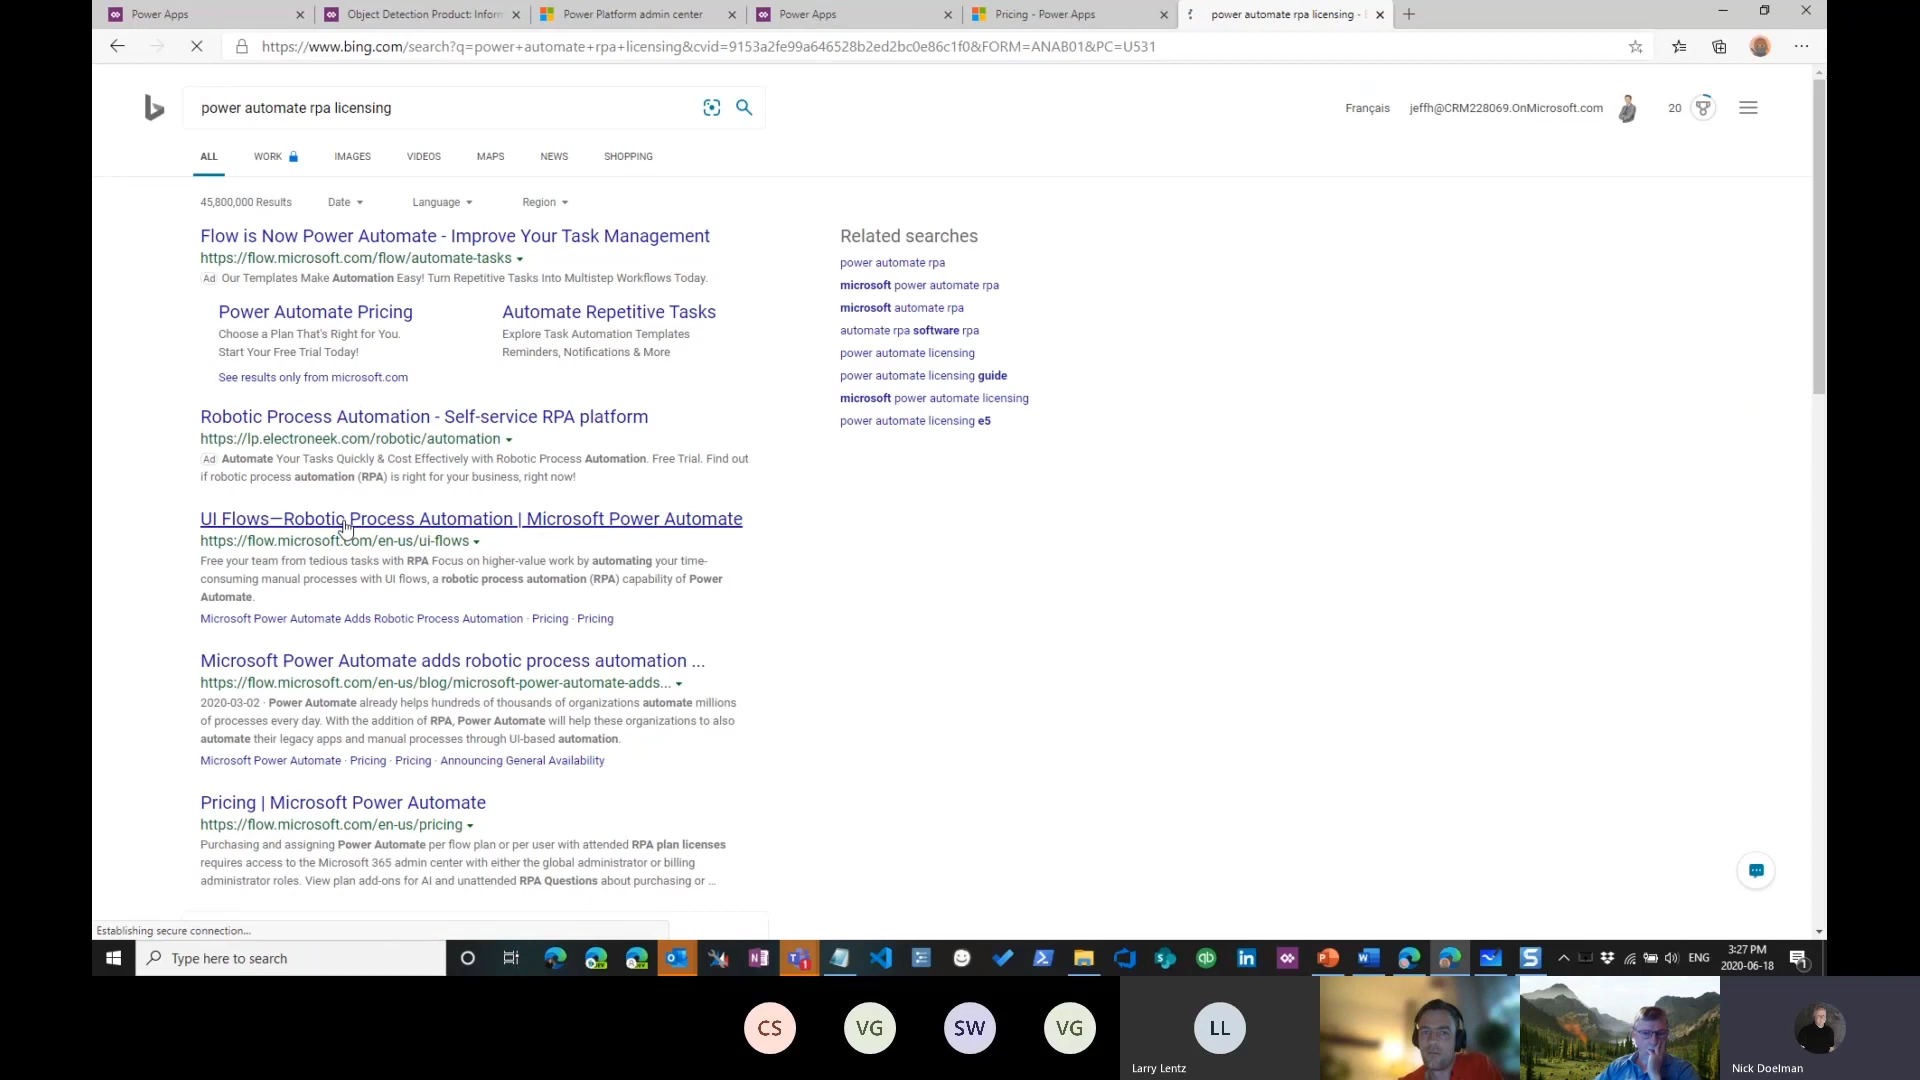 Power Apps
Object Detection Product: Inform
Power Platform admin center
Power Apps
Pricing - Power Apps
power automate rpa licensing -
https://www.bing.com/search?q=power+automate+rpa+licensing&cvid=9153a2fe99a646528b2ed2bc0e86c1f0&FORM=ANAB01&PC=U531
power automate rpa licensing
Français
jeffh@CRM228069.OnMicrosoft.com
20
ALL
WORK
IMAGES
VIDEOS
MAPS
NEWS
SHOPPING
45,800,000 Results
Date
Language
Region
Flow is Now Power Automate - Improve Your Task Management
https://flow.microsoft.com/flow/automate-tasks
Ad Our Templates Make Automation Easy! Turn Repetitive Tasks Into Multistep Workflows Today.
Power Automate Pricing
Choose a Plan That's Right for You.
Start Your Free Trial Today!
Automate Repetitive Tasks
Explore Task Automation Templates
Reminders, Notifications & More
See results only from microsoft.com
Robotic Process Automation - Self-service RPA platform
https://lp.electroneek.com/robotic/automation
Ad Automate Your Tasks Quickly & Cost Effectively with Robotic Process Automation. Free Trial. Find out
if robotic process automation (RPA) is right for your business, right now!
UI Flows—Robotic Process Automation | Microsoft Power Automate
https://flow.microsoft.com/en-us/ui-flows
Free your team from tedious tasks with RPA Focus on higher-value work by automating your time-
consuming manual processes with UI flows, a robotic process automation (RPA) capability of Power
Automate.
Microsoft Power Automate Adds Robotic Process Automation · Pricing · Pricing
Microsoft Power Automate adds robotic process automation ...
https://flow.microsoft.com/en-us/blog/microsoft-power-automate-adds...
2020-03-02 · Power Automate already helps hundreds of thousands of organizations automate millions
of processes every day. With the addition of RPA, Power Automate will help these organizations to also
automate their legacy apps and manual processes through UI-based automation.
Microsoft Power Automate · Pricing · Pricing · Announcing General Availability
Pricing | Microsoft Power Automate
https://flow.microsoft.com/en-us/pricing
Purchasing and assigning Power Automate per flow plan or per user with attended RPA plan licenses
requires access to the Microsoft 365 admin center with either the global administrator or billing
administrator roles. View plan add-ons for AI and unattended RPA Questions about purchasing or ...
Related searches
power automate rpa
microsoft power automate rpa
microsoft automate rpa
automate rpa software rpa
power automate licensing
power automate licensing guide
microsoft power automate licensing
power automate licensing e5
Establishing secure connection...
Type here to search
ENG
3:27 PM
2020-06-18
CS
VG
SW
VG
LL
Larry Lentz
Nick Doelman